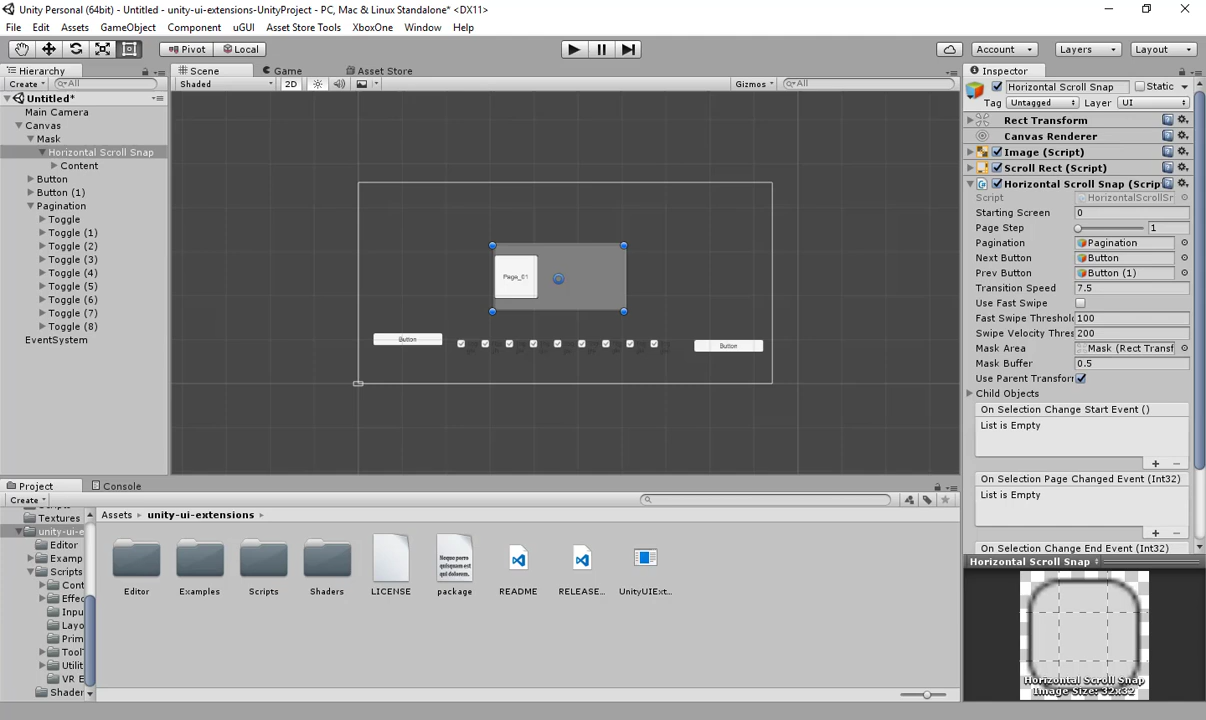 Unity Personal (64bit) - Untitled - unity-ui-extensions-UnityProject - PC, Mac & Linux Standalone* <DX11>
File Edit Assets GameObject Component uGUI Asset Store Tools XboxOne Window Help
Pivot Local Account Layers Layout
Hierarchy
Create All
Untitled*
Main Camera
Canvas
Mask
Horizontal Scroll Snap
Content
Button
Button (1)
Pagination
Toggle
Toggle (1)
Toggle (2)
Toggle (3)
Toggle (4)
Toggle (5)
Toggle (6)
Toggle (7)
Toggle (8)
EventSystem
Scene Game Asset Store
Shaded 2D Gizmos All
Page_01
Button Button
Inspector
Horizontal Scroll Snap Static
Tag Untagged Layer UI
Rect Transform
Canvas Renderer
Image (Script)
Scroll Rect (Script)
Horizontal Scroll Snap (Scrip
Script HorizontalScrollSr
Starting Screen 0
Page Step 1
Pagination Pagination
Next Button Button
Prev Button Button (1)
Transition Speed 7.5
Use Fast Swipe
Fast Swipe Threshol 100
Swipe Velocity Thres 200
Mask Area Mask (Rect Transf
Mask Buffer 0.5
Use Parent Transforr
Child Objects
On Selection Change Start Event ()
List is Empty
+ −
On Selection Page Changed Event (Int32)
List is Empty
+ −
On Selection Change End Event (Int32)
Horizontal Scroll Snap
Horizontal Scroll Snap
Image Size: 32x32
Project Console
Create
Textures
unity-ui-e
Editor
Examp
Scripts
Cont
Effec
Inpu
Layo
Prim
Tool
Utilit
VR E
Shader
Assets unity-ui-extensions
Neque porro
quisquam est
qui dolorem.
Editor Examples Scripts Shaders LICENSE package README RELEASE... UnityUIExt...